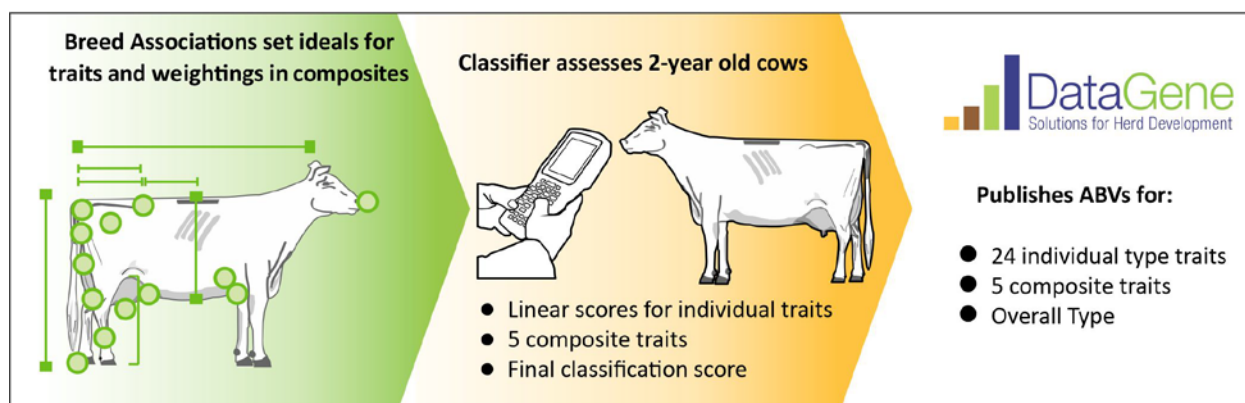 Breed Associations set ideals for
traits and weightings in composites
Classifier assesses 2-year old cows
● Linear scores for individual traits
● 5 composite traits
● Final classification score
DataGene
Solutions for Herd Development
Publishes ABVs for:
● 24 individual type traits
● 5 composite traits
● Overall Type